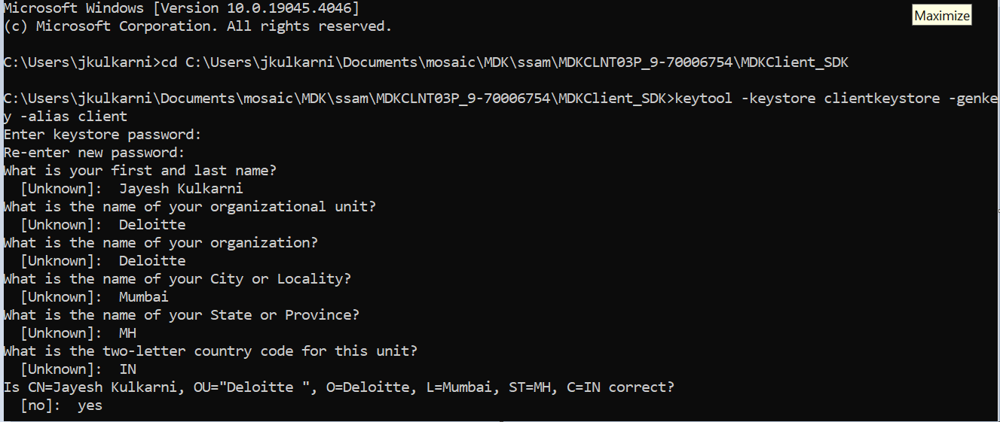 Microsoft Windows [Version 10.0.19045.4046]
Maximize
(c) Microsoft Corporation. All rights reserved.
C:\Users\jkulkarni>cd C:\Users\jkulkarni\Documents\mosaic\MDK\ssam\MDKCLNT03P_9-70006754\MDKClient_SDK
C:\Users\jkulkarni\Documents\mosaic\MDK\ssam\MDKCLNT03P_9-70006754\MDKClient_SDK>keytool -keystore clientkeystore -genke
y -alias client
Enter keystore password:
Re-enter new password:
What is your first and last name?
[Unknown]:  Jayesh Kulkarni
What is the name of your organizational unit?
[Unknown]:  Deloitte
What is the name of your organization?
[Unknown]:  Deloitte
What is the name of your City or Locality?
[Unknown]:  Mumbai
What is the name of your State or Province?
[Unknown]:  MH
What is the two-letter country code for this unit?
[Unknown]:  IN
Is CN=Jayesh Kulkarni, OU="Deloitte ", O=Deloitte, L=Mumbai, ST=MH, C=IN correct?
[no]:  yes